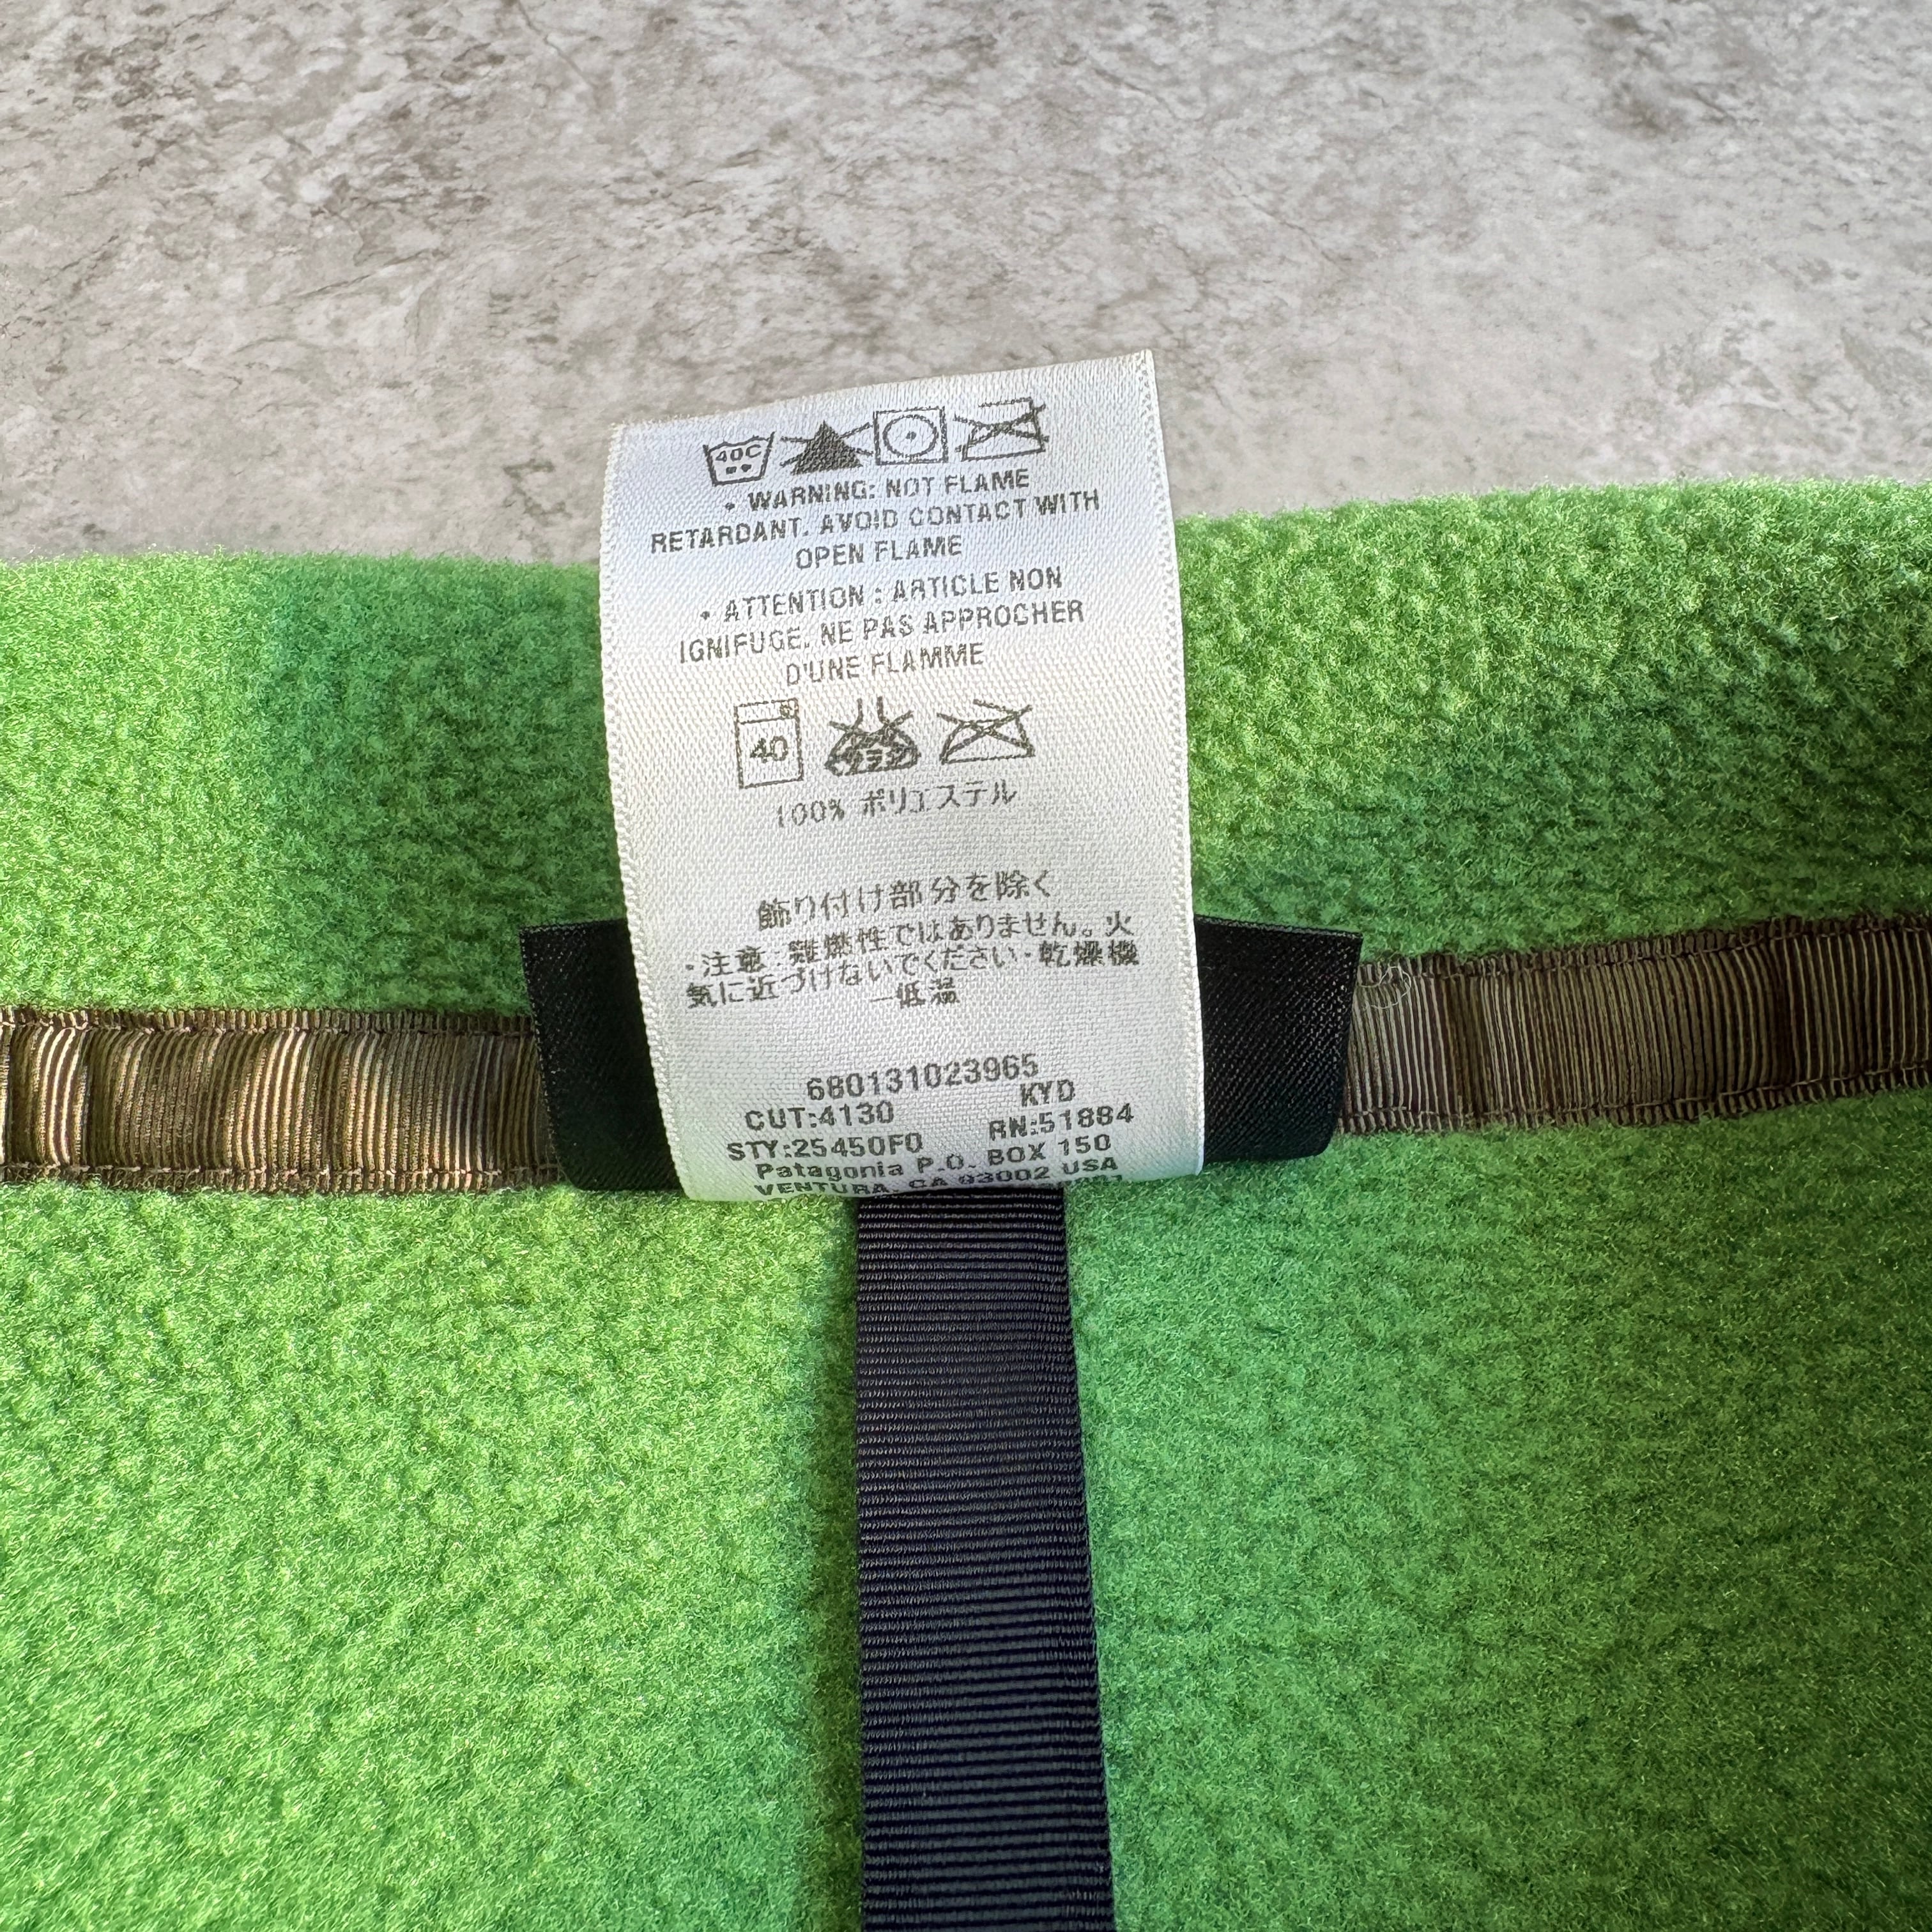 40C
• WARNING: NOT FLAME
RETARDANT. AVOID CONTACT WITH
OPEN FLAME
• ATTENTION : ARTICLE NON
IGNIFUGE. NE PAS APPROCHER
D'UNE FLAMME
40
100% ポリエステル
飾り付け部分を除く
・注意:難燃性ではありません。火
気に近づけないでください・乾燥機
—低温
680131023965
KYD
CUT:4130
RN:51884
STY:25450F0
Patagonia P.O. BOX 150
VENTURA, CA 93002 USA